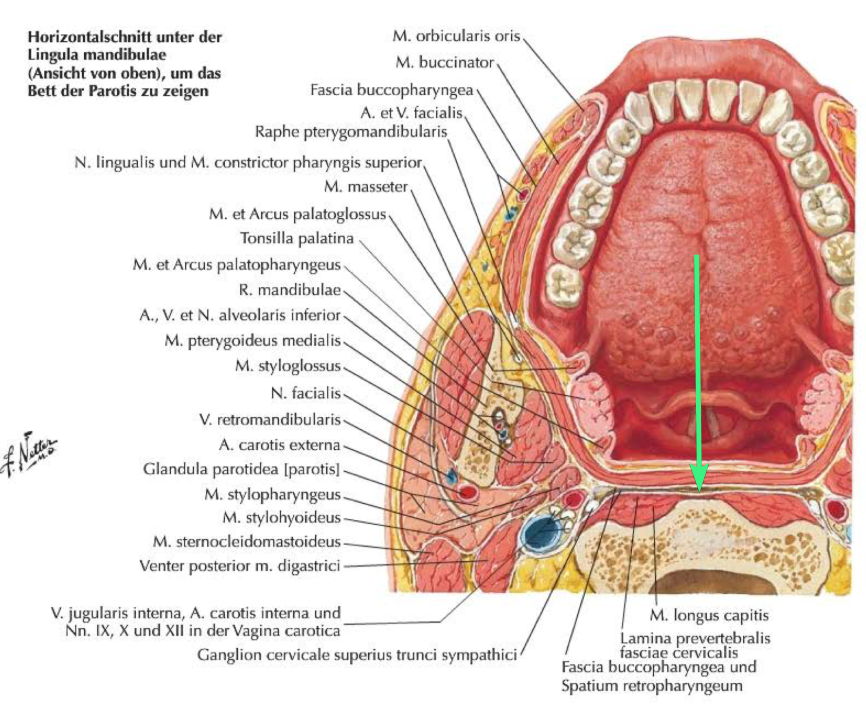 Horizontalschnitt unter der
Lingula mandibulae
(Ansicht von oben), um das
Bett der Parotis zu zeigen
M. orbicularis oris
M. buccinator
Fascia buccopharyngea
A. et V. facialis
Raphe pterygomandibularis
N. lingualis und M. constrictor pharyngis superior
M. masseter
M. et Arcus palatoglossus
Tonsilla palatina
M. et Arcus palatopharyngeus
R. mandibulae
A., V. et N. alveolaris inferior
M. pterygoideus medialis
M. styloglossus
N. facialis
V. retromandibularis
A. carotis externa
Glandula parotidea [parotis]
M. stylopharyngeus
M. stylohyoideus
M. sternocleidomastoideus
Venter posterior m. digastrici
V. jugularis interna, A. carotis interna und
Nn. IX, X und XII in der Vagina carotica
Ganglion cervicale superius trunci sympathici
M. longus capitis
Lamina prevertebralis
fasciae cervicalis
Fascia buccopharyngea und
Spatium retropharyngeum
F. Netter
M.D.